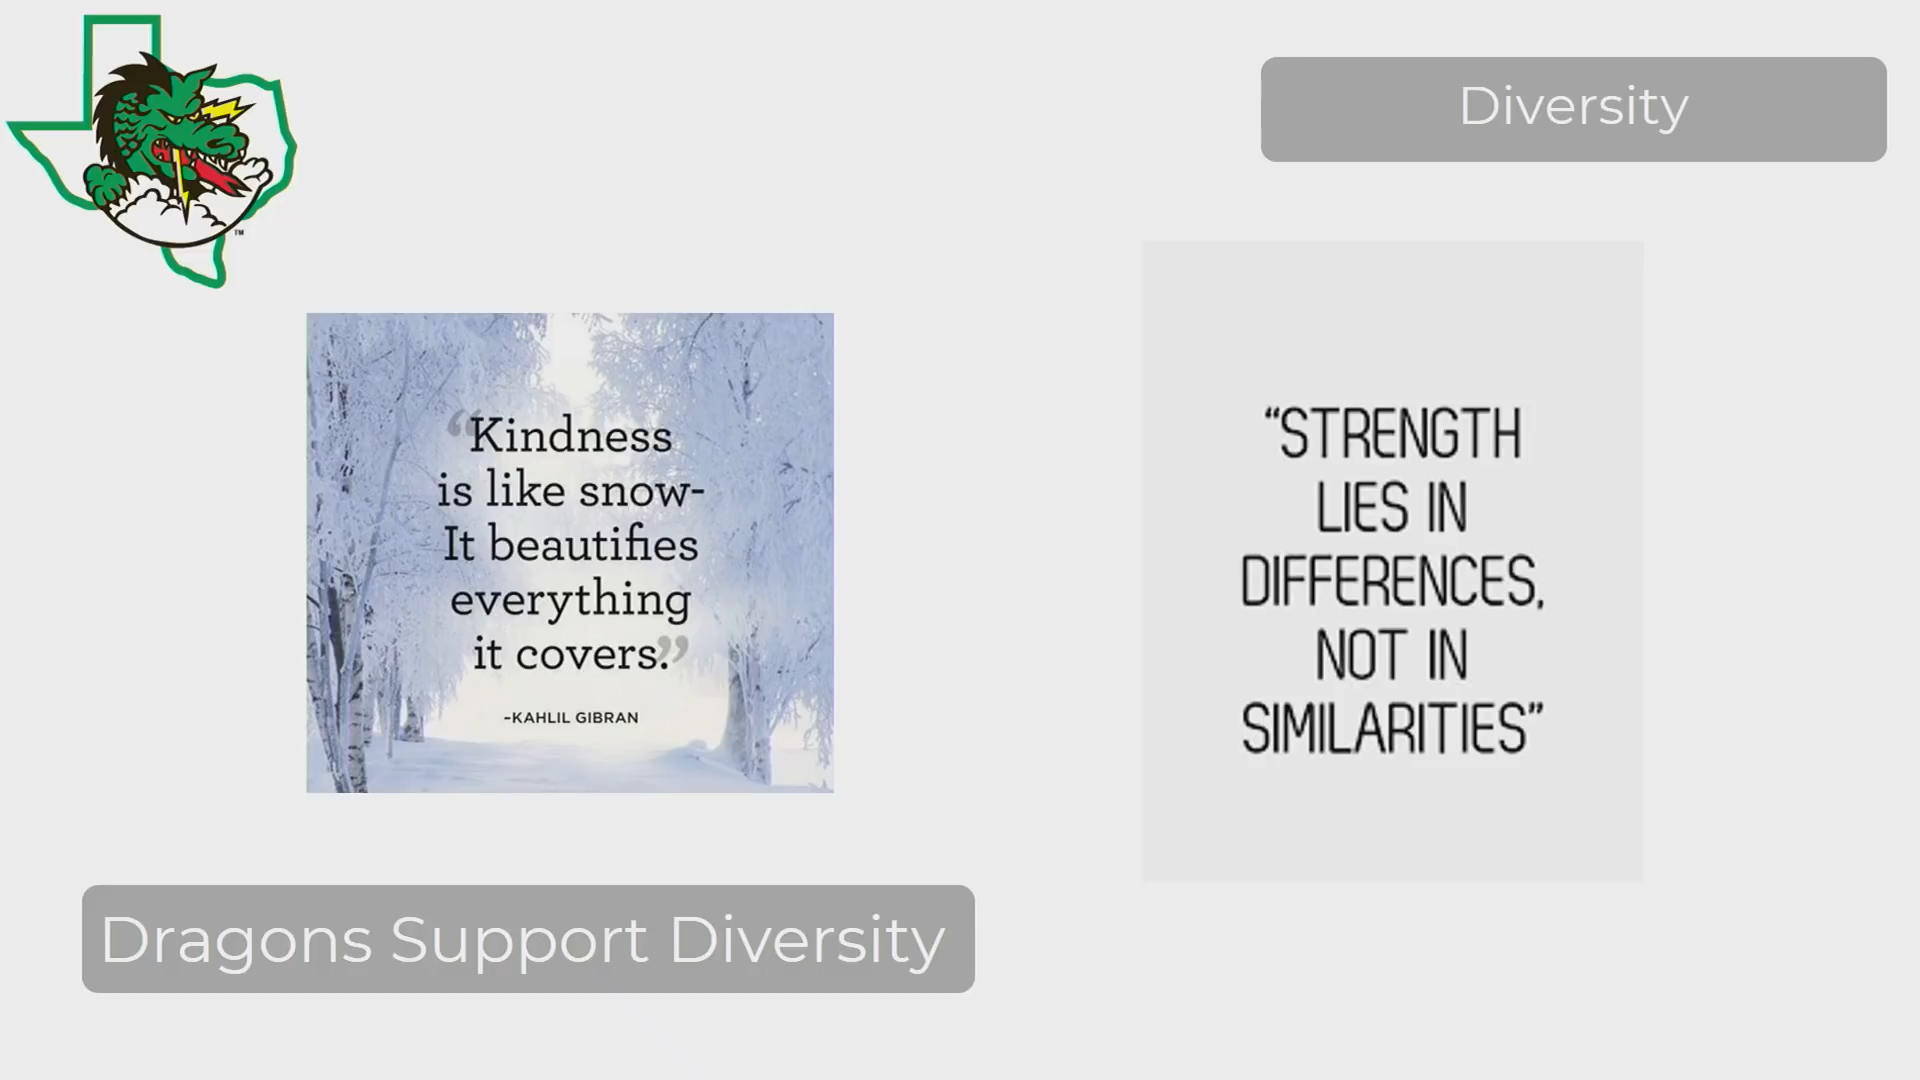 Diversity
TM
“Kindness
is like snow-
It beautifies
everything
it covers.”
-KAHLIL GIBRAN
“STRENGTH
LIES IN
DIFFERENCES,
NOT IN
SIMILARITIES”
Dragons Support Diversity